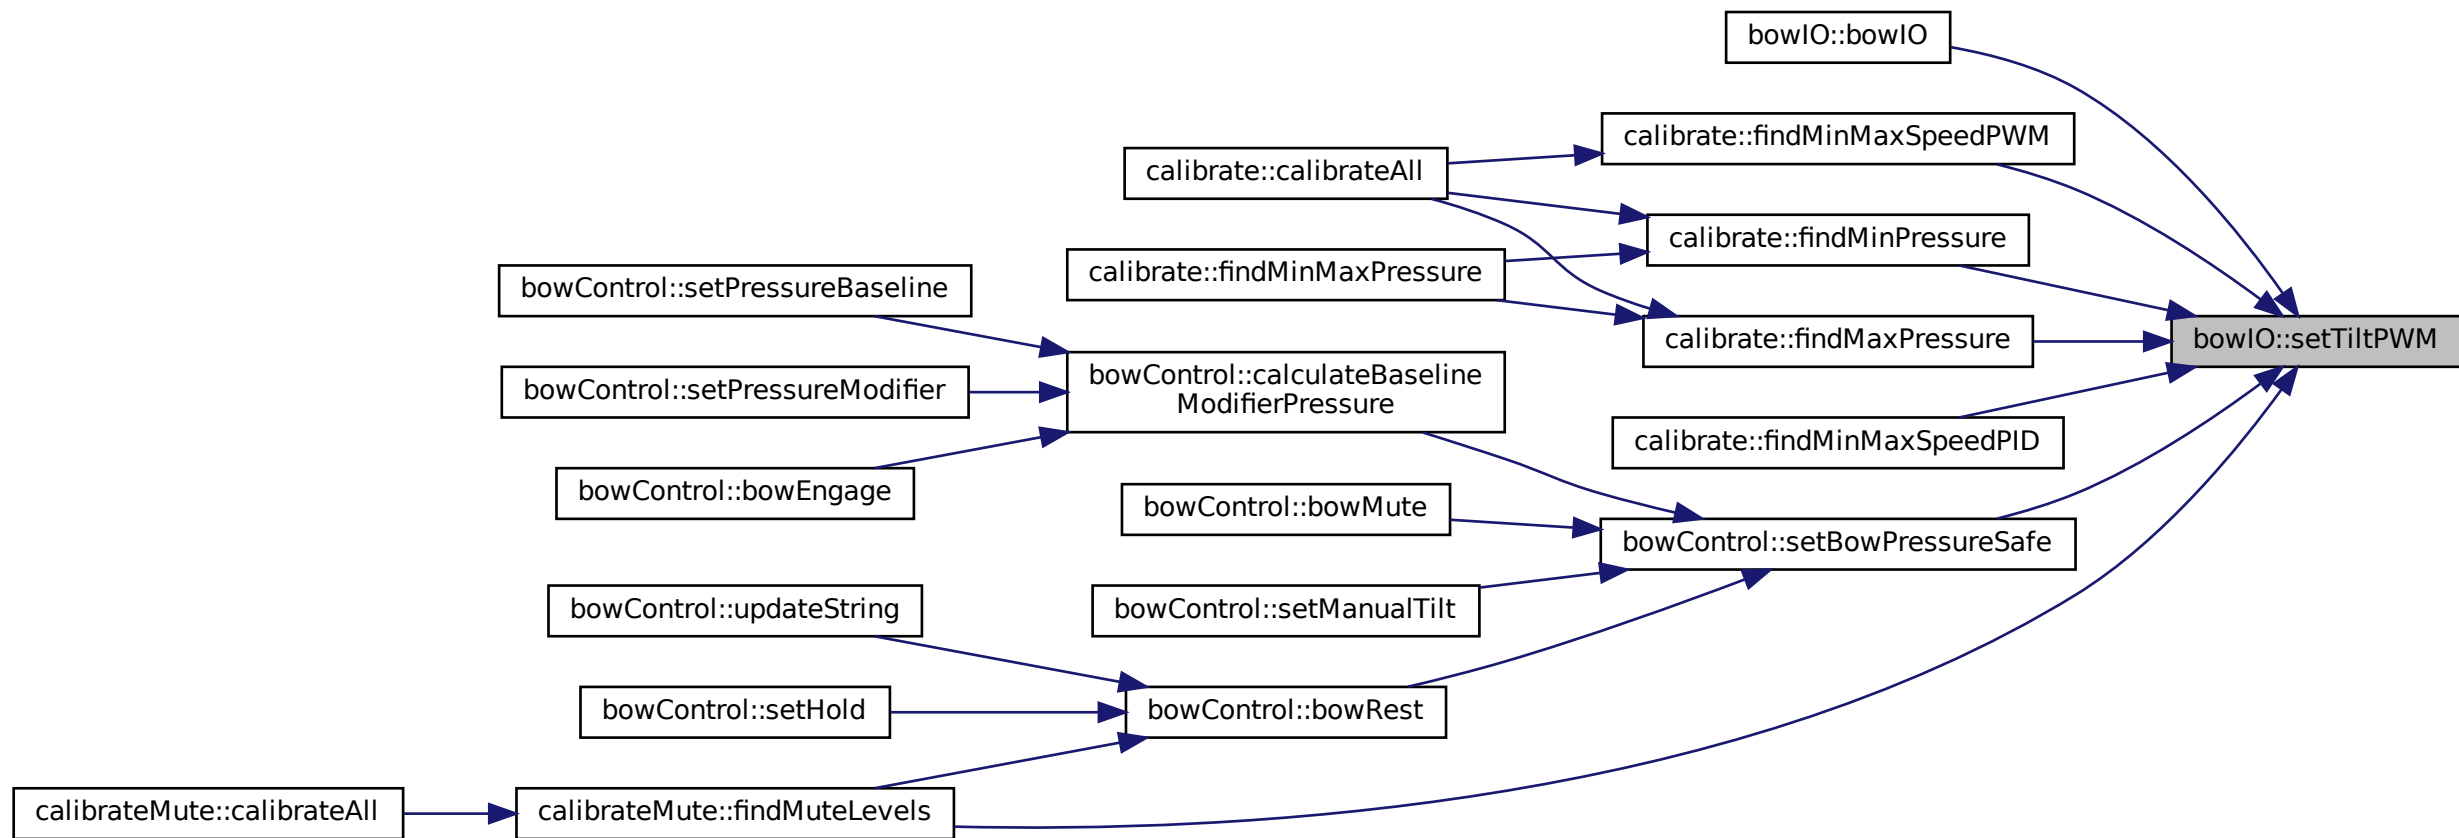 bowIO::bowIO
calibrate::findMinMaxSpeedPWM
calibrate::calibrateAll
calibrate::findMinPressure
calibrate::findMinMaxPressure
bowControl::setPressureBaseline
calibrate::findMaxPressure
bowIO::setTiltPWM
bowControl::calculateBaseline
ModifierPressure
bowControl::setPressureModifier
calibrate::findMinMaxSpeedPID
bowControl::bowEngage
bowControl::bowMute
bowControl::setBowPressureSafe
bowControl::updateString
bowControl::setManualTilt
bowControl::setHold
bowControl::bowRest
calibrateMute::calibrateAll
calibrateMute::findMuteLevels